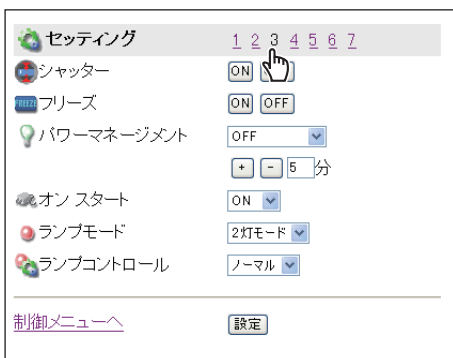 セッティング 1 2 3 4 5 6 7
シャッター ON
FREEZE フリーズ ON OFF
パワーマネージメント OFF
+ - 5 分
オン スタート ON
ランプモード 2灯モード
ランプコントロール ノーマル
制御メニューへ 設定